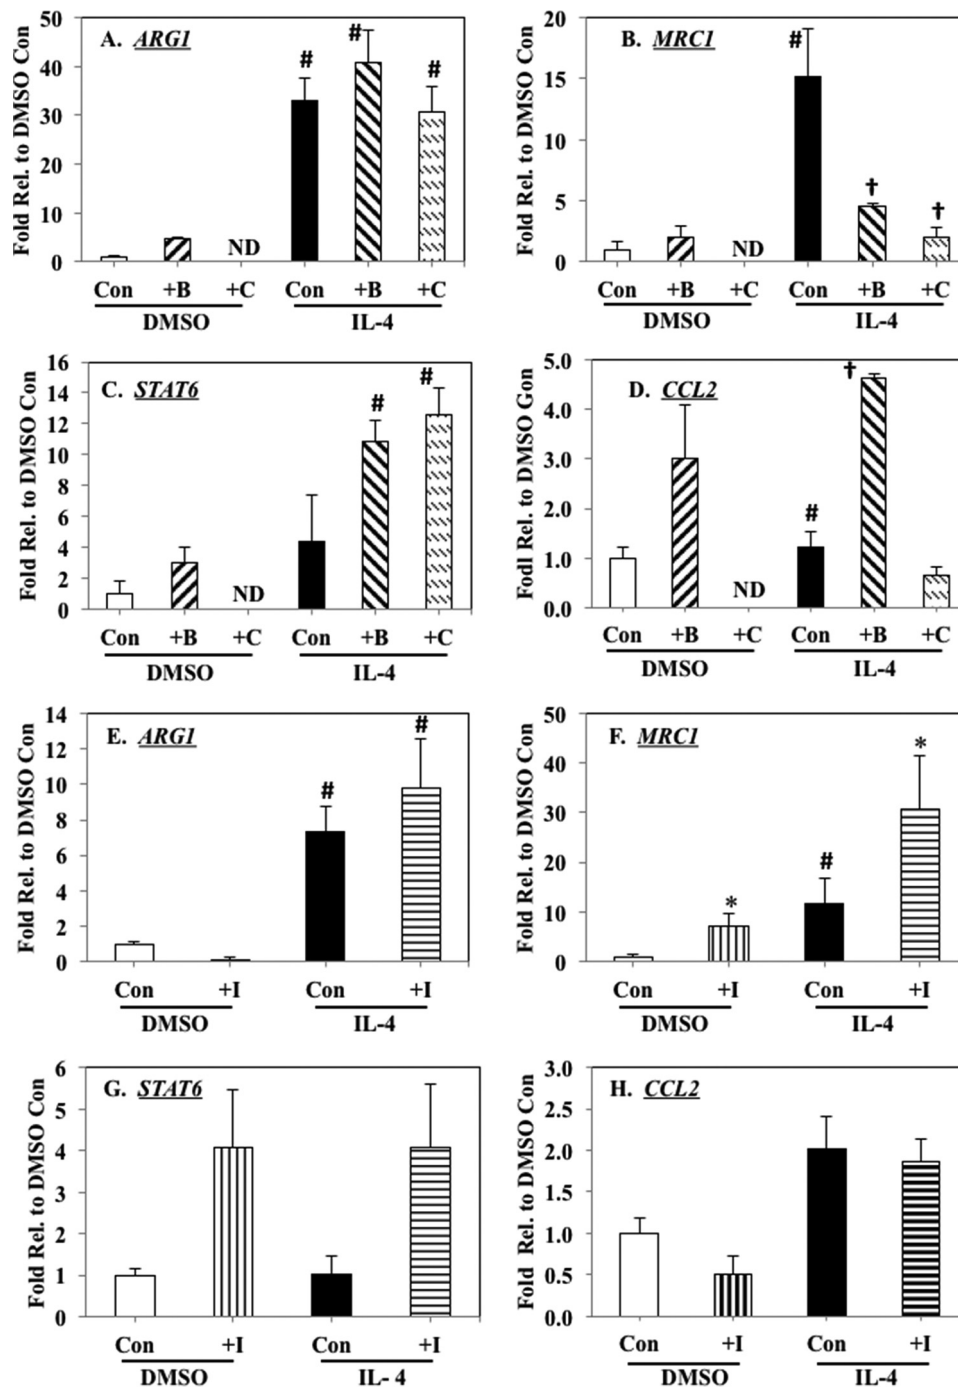 A. ARG1
Fold Rel. to DMSO Con
50
40
30
20
10
0
# # #
ND
Con +B +C Con +B +C
DMSO IL-4
B. MRC1
Fold Rel. to DMSO Con
20
15
10
5
0
# † †
ND
Con +B +C Con +B +C
DMSO IL-4
C. STAT6
Fold Rel. to DMSO Con
16
14
12
10
8
6
4
2
0
# #
ND
Con +B +C Con +B +C
DMSO IL-4
D. CCL2
Fodl Rel. to DMSO Gon
5.0
4.0
3.0
2.0
1.0
0.0
# †
ND
Con +B +C Con +B +C
DMSO IL-4
E. ARG1
Fold Rel. to DMSO Con
14
12
10
8
6
4
2
0
# #
Con +I Con +I
DMSO IL-4
F. MRC1
Fold Rel. to DMSO Con
50
40
30
20
10
0
* # *
Con +I Con +I
DMSO IL-4
G. STAT6
Fold Rel. to DMSO Con
6
5
4
3
2
1
0
Con +I Con +I
DMSO IL- 4
H. CCL2
Fold Rel. to DMSO Con
3.0
2.5
2.0
1.5
1.0
0.5
0.0
Con +I Con +I
DMSO IL-4